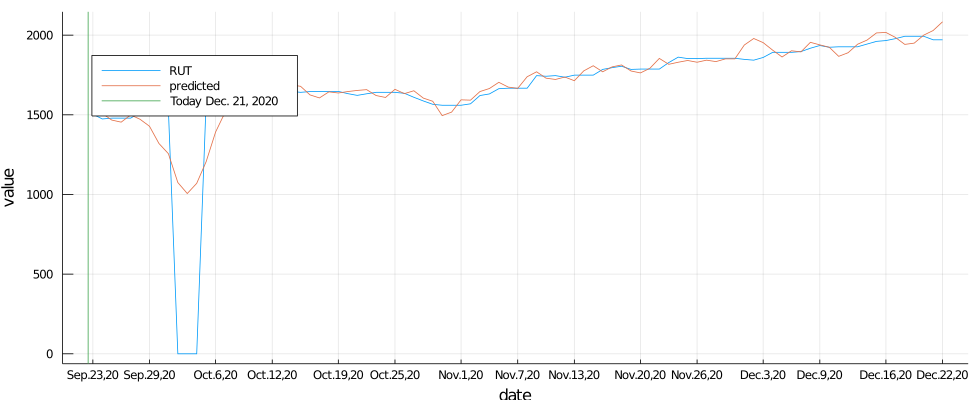 2000
1500
1000
500
0
value
RUT
predicted
Today Dec. 21, 2020
Sep.23,20 Sep.29,20 Oct.6,20 Oct.12,20 Oct.19,20 Oct.25,20 Nov.1,20 Nov.7,20 Nov.13,20 Nov.20,20 Nov.26,20 Dec.3,20 Dec.9,20 Dec.16,20 Dec.22,20
date